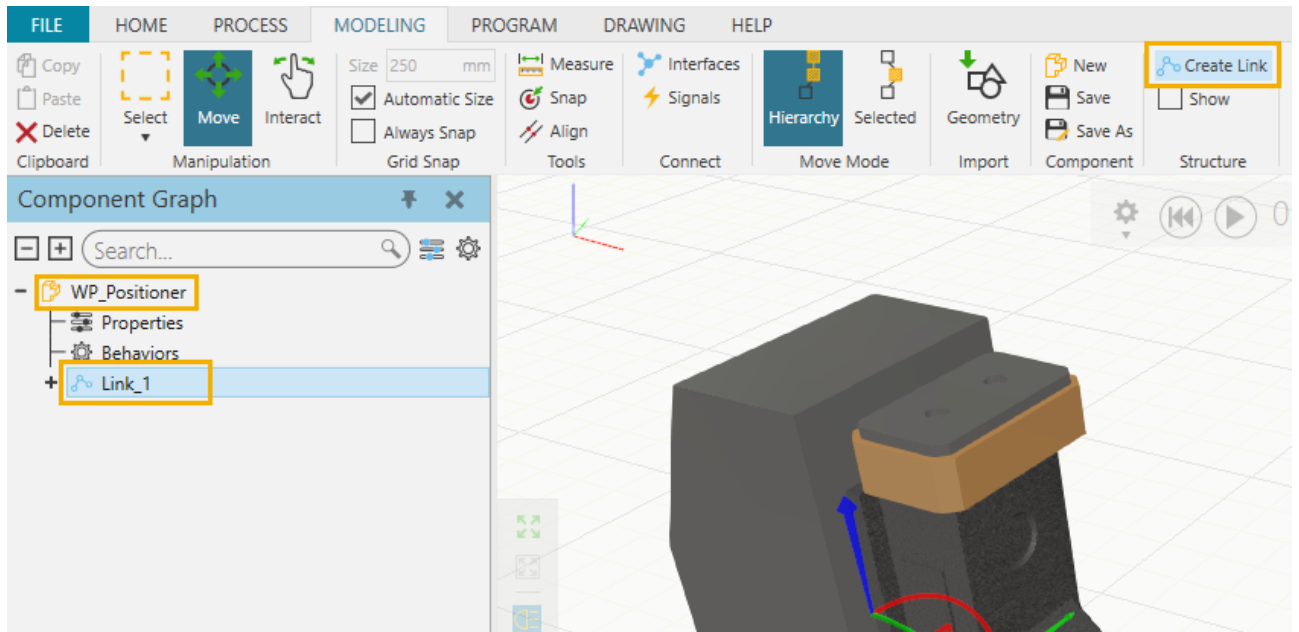 FILE HOME PROCESS MODELING PROGRAM DRAWING HELP
Copy
Paste
Delete
Clipboard
Select Move Interact
Manipulation
Size 250 mm
Automatic Size
Always Snap
Grid Snap
Measure
Snap
Align
Tools
Interfaces
Signals
Connect
Hierarchy Selected
Move Mode
Geometry
Import
New
Save
Save As
Component
Create Link
Show
Structure
Component Graph
Search...
WP_Positioner
Properties
Behaviors
Link_1
0